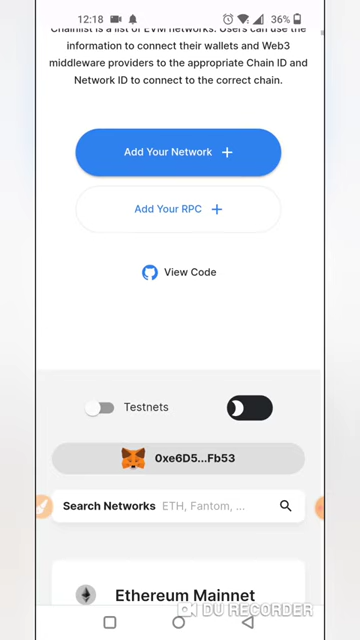 12:18
36%
Chainlist is a list of EVM networks. Users can use the
information to connect their wallets and Web3
middleware providers to the appropriate Chain ID and
Network ID to connect to the correct chain.
Add Your Network +
Add Your RPC +
View Code
Testnets
0xe6D5...Fb53
Search Networks ETH, Fantom, ...
Ethereum Mainnet
DU RECORDER